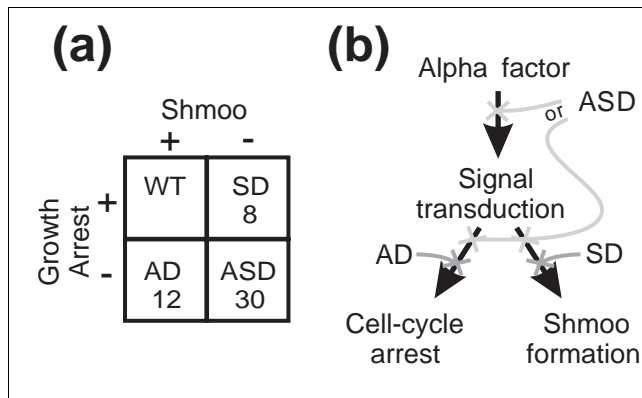 (a)
Shmoo
+ -
Growth
Arrest
+
-
WT
SD
8
AD
12
ASD
30
(b)
Alpha factor
or ASD
Signal
transduction
AD
SD
Cell-cycle
arrest
Shmoo
formation